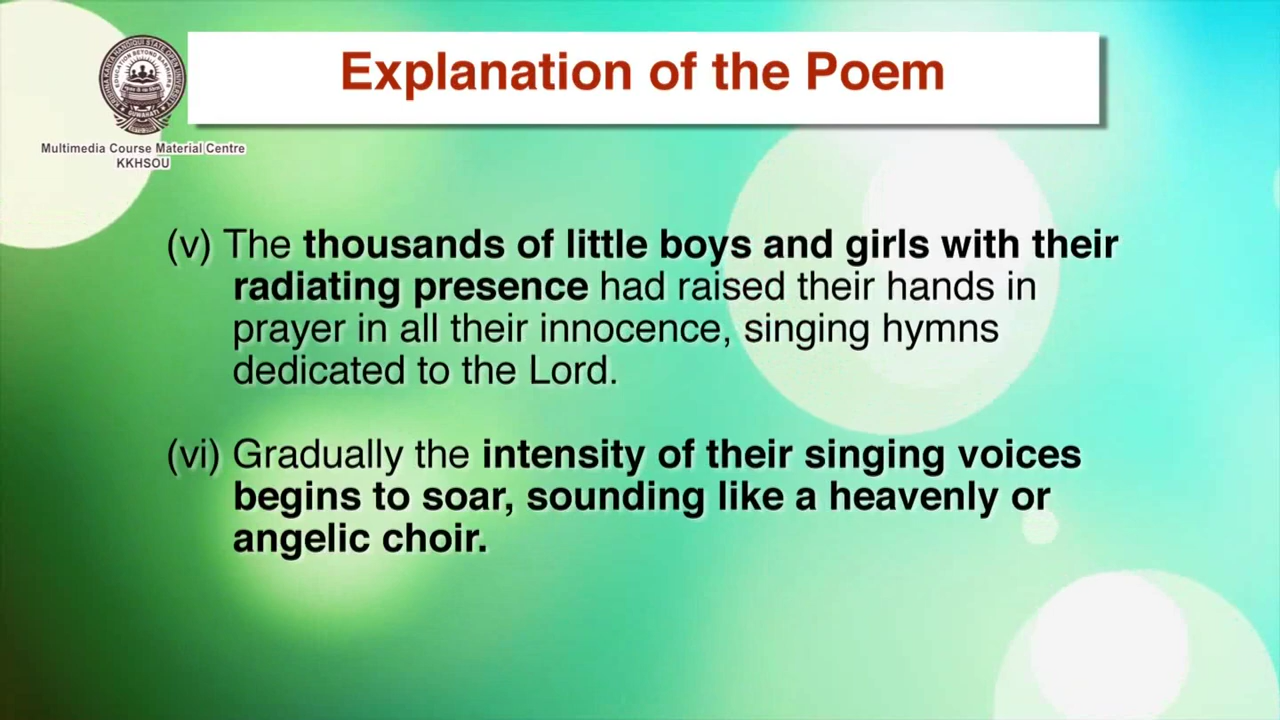 Explanation of the Poem
Multimedia Course Material Centre
KKHSOU
(v) The thousands of little boys and girls with their
radiating presence had raised their hands in
prayer in all their innocence, singing hymns
dedicated to the Lord.
(vi) Gradually the intensity of their singing voices
begins to soar, sounding like a heavenly or
angelic choir.